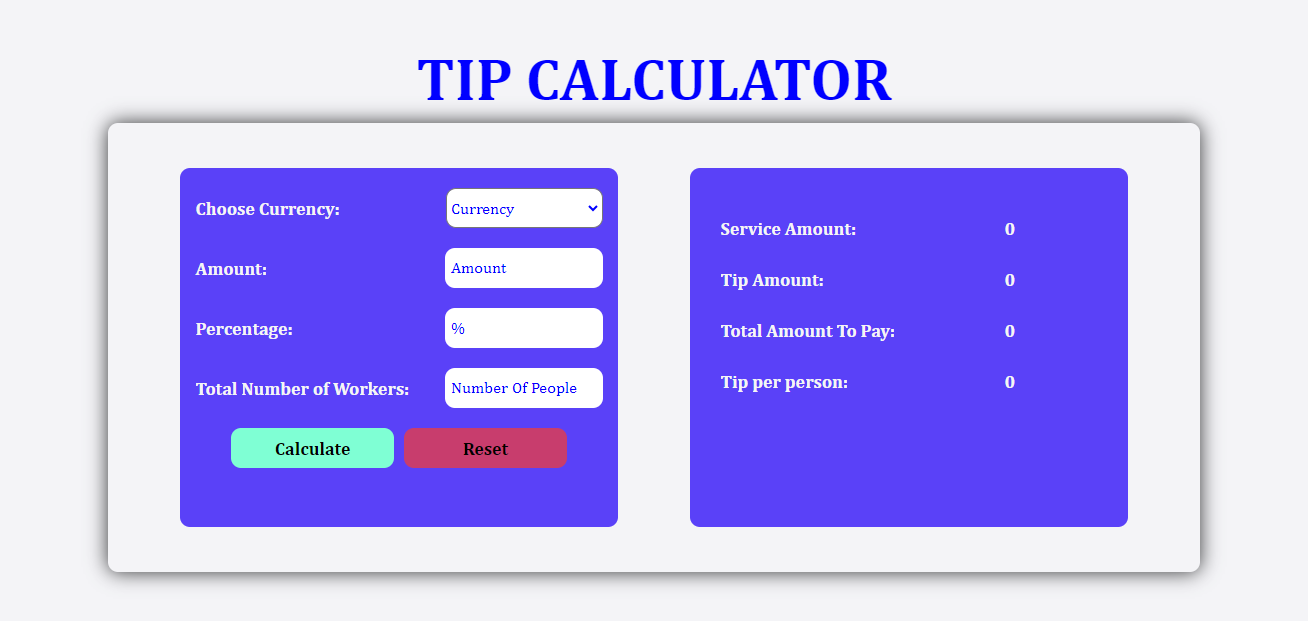 TIP CALCULATOR
Choose Currency: Currency
Amount: Amount
Percentage: %
Total Number of Workers: Number Of People
Calculate Reset
Service Amount: 0
Tip Amount: 0
Total Amount To Pay: 0
Tip per person: 0